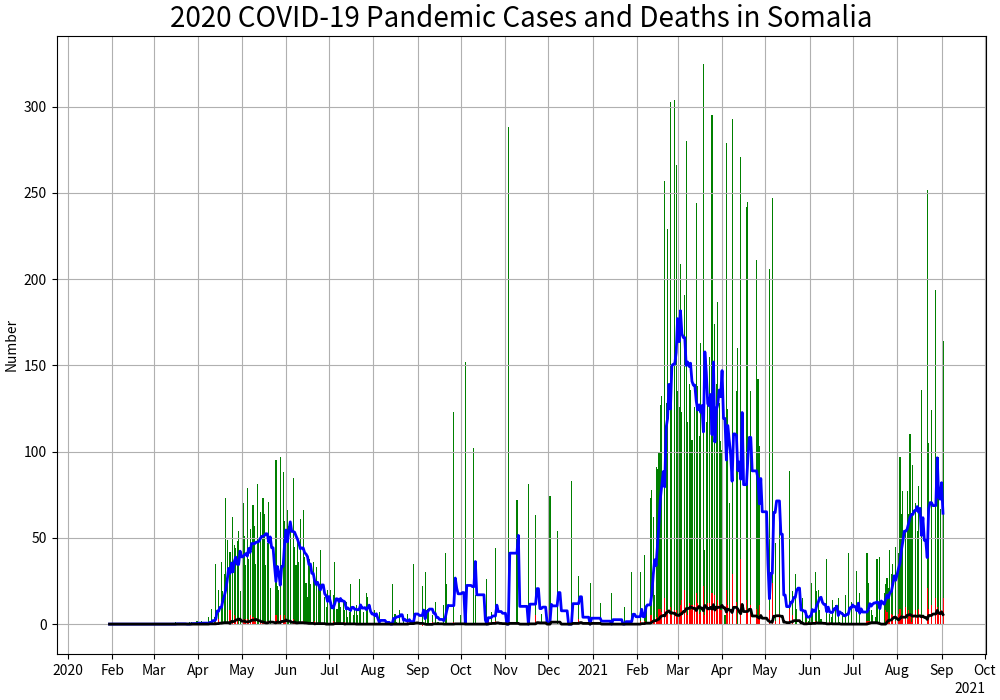 2020 COVID-19 Pandemic Cases and Deaths in Somalia
Number
300
250
200
150
100
50
0
2020 Feb Mar Apr May Jun Jul Aug Sep Oct Nov Dec 2021 Feb Mar Apr May Jun Jul Aug Sep Oct
2021